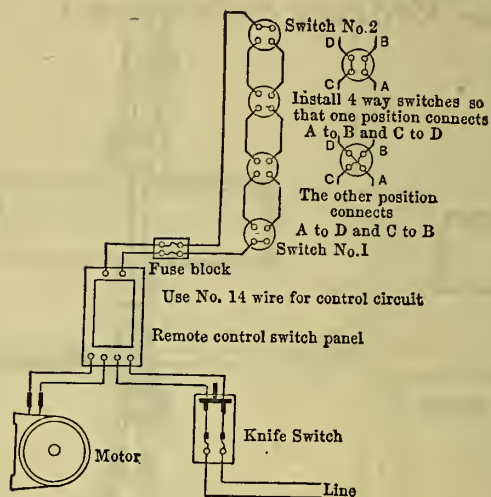 Switch No.2
D B
C A
Install 4 way switches so
that one position connects
A to B and C to D
D B
C A
The other position
connects
A to D and C to B
Switch No.1
Fuse block
Use No. 14 wire for control circuit
Remote control switch panel
Knife Switch
Motor
Line